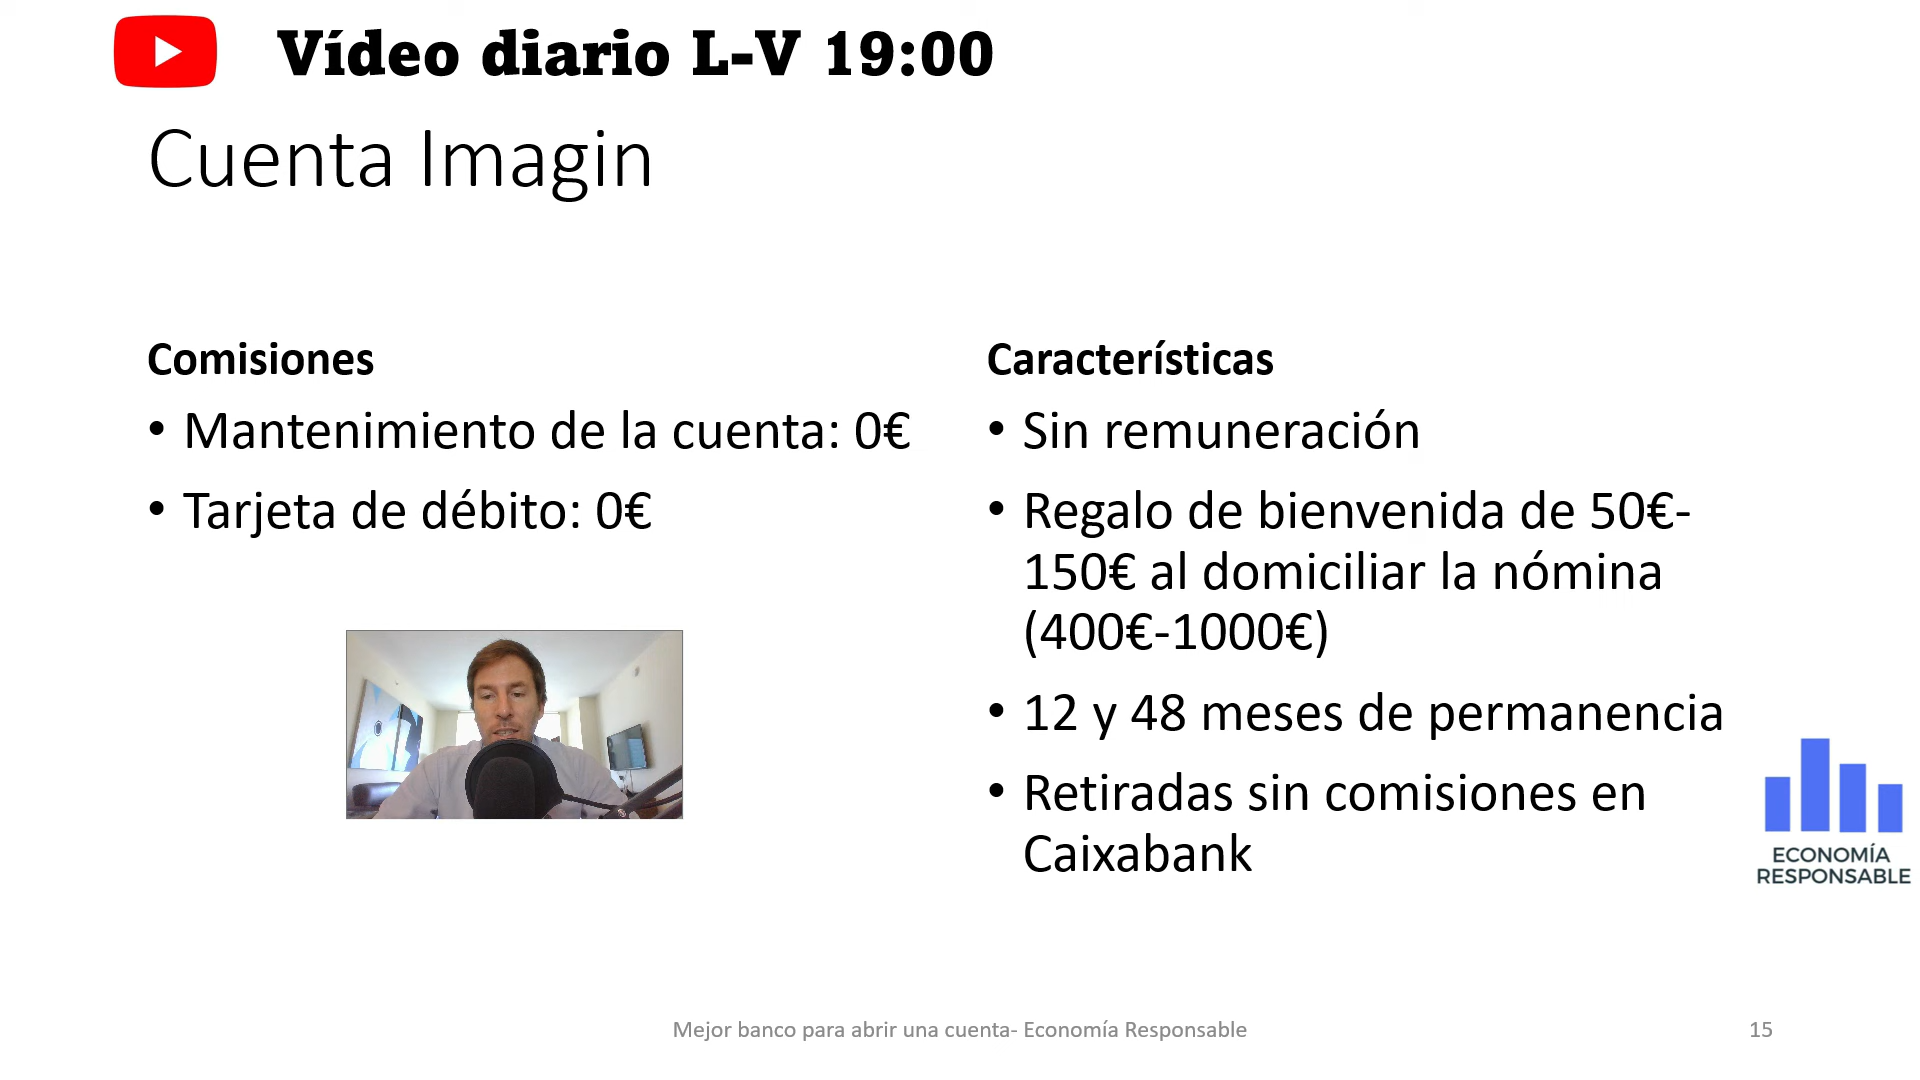 Vídeo diario L-V 19:00
Cuenta Imagin
Comisiones
• Mantenimiento de la cuenta: 0€
• Tarjeta de débito: 0€
Características
• Sin remuneración
• Regalo de bienvenida de 50€-
150€ al domiciliar la nómina
(400€-1000€)
• 12 y 48 meses de permanencia
• Retiradas sin comisiones en
Caixabank
ECONOMÍA
RESPONSABLE
Mejor banco para abrir una cuenta- Economía Responsable
15